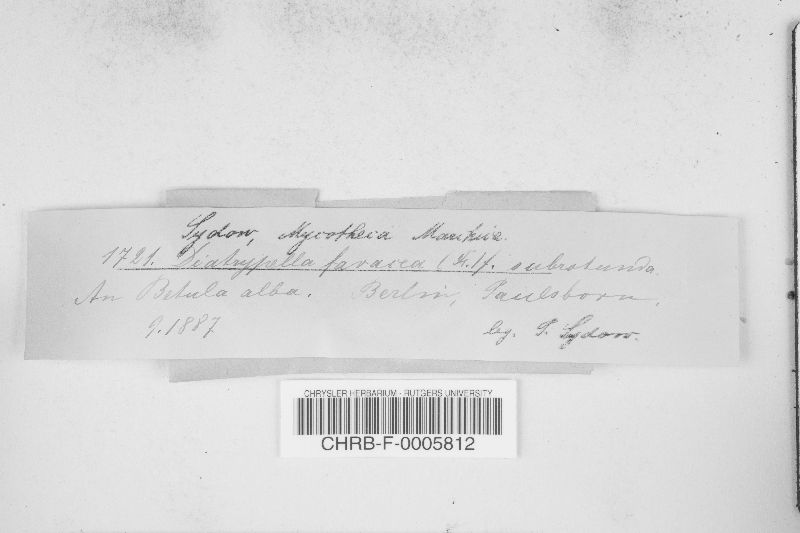 Sydow, Mycotheca Marchica.
1721. Diatrypella favacea (Fr.) f. subrotunda.
An Betula alba. Berlin, Paulsborn.
9.1887 leg. P. Sydow.
CHRYSLER HERBARIUM - RUTGERS UNIVERSITY
CHRB-F-0005812